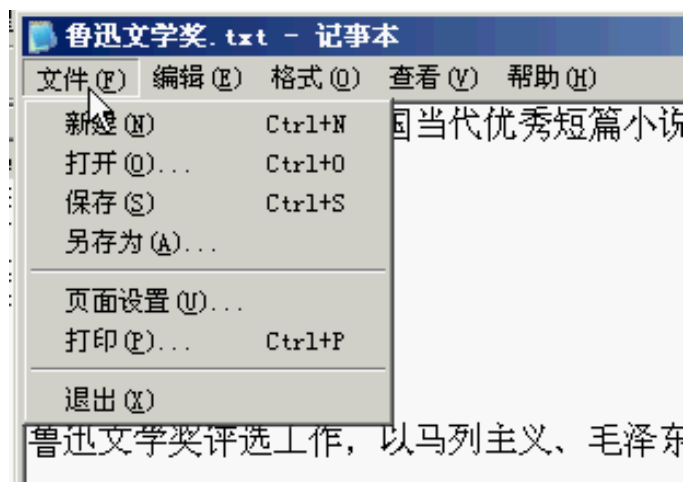 鲁迅文学奖.txt - 记事本
文件(F) 编辑(E) 格式(O) 查看(V) 帮助(H)
新建(N) Ctrl+N
国当代优秀短篇小说
打开(O)... Ctrl+O
保存(S) Ctrl+S
另存为(A)...
页面设置(U)...
打印(P)... Ctrl+P
退出(X)
鲁迅文学奖评选工作，以马列主义、毛泽东